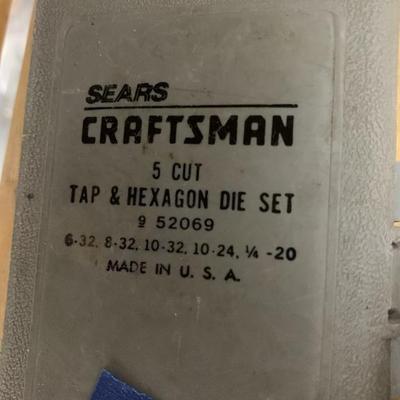 SEARS
CRAFTSMAN
5 CUT
TAP & HEXAGON DIE SET
9 52069
6-32, 8-32, 10-32, 10-24, ¼ -20
MADE IN U. S. A.